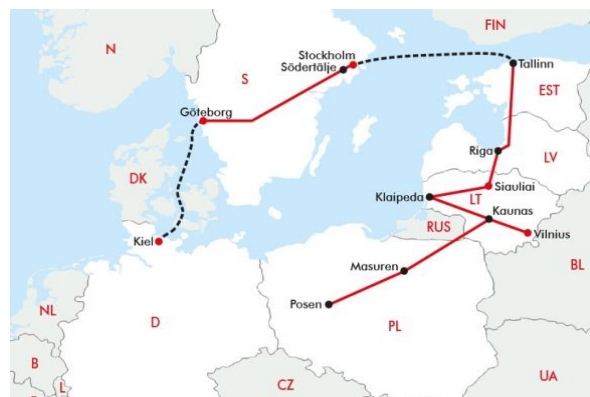 FIN
N
Stockholm
Södertälje
Tallinn
S
EST
Göteborg
Riga
LV
DK
Siauliai
Klaipeda
LT
Kaunas
RUS
Vilnius
Kiel
BL
Masuren
NL
Posen
D
PL
B
L
CZ
UA